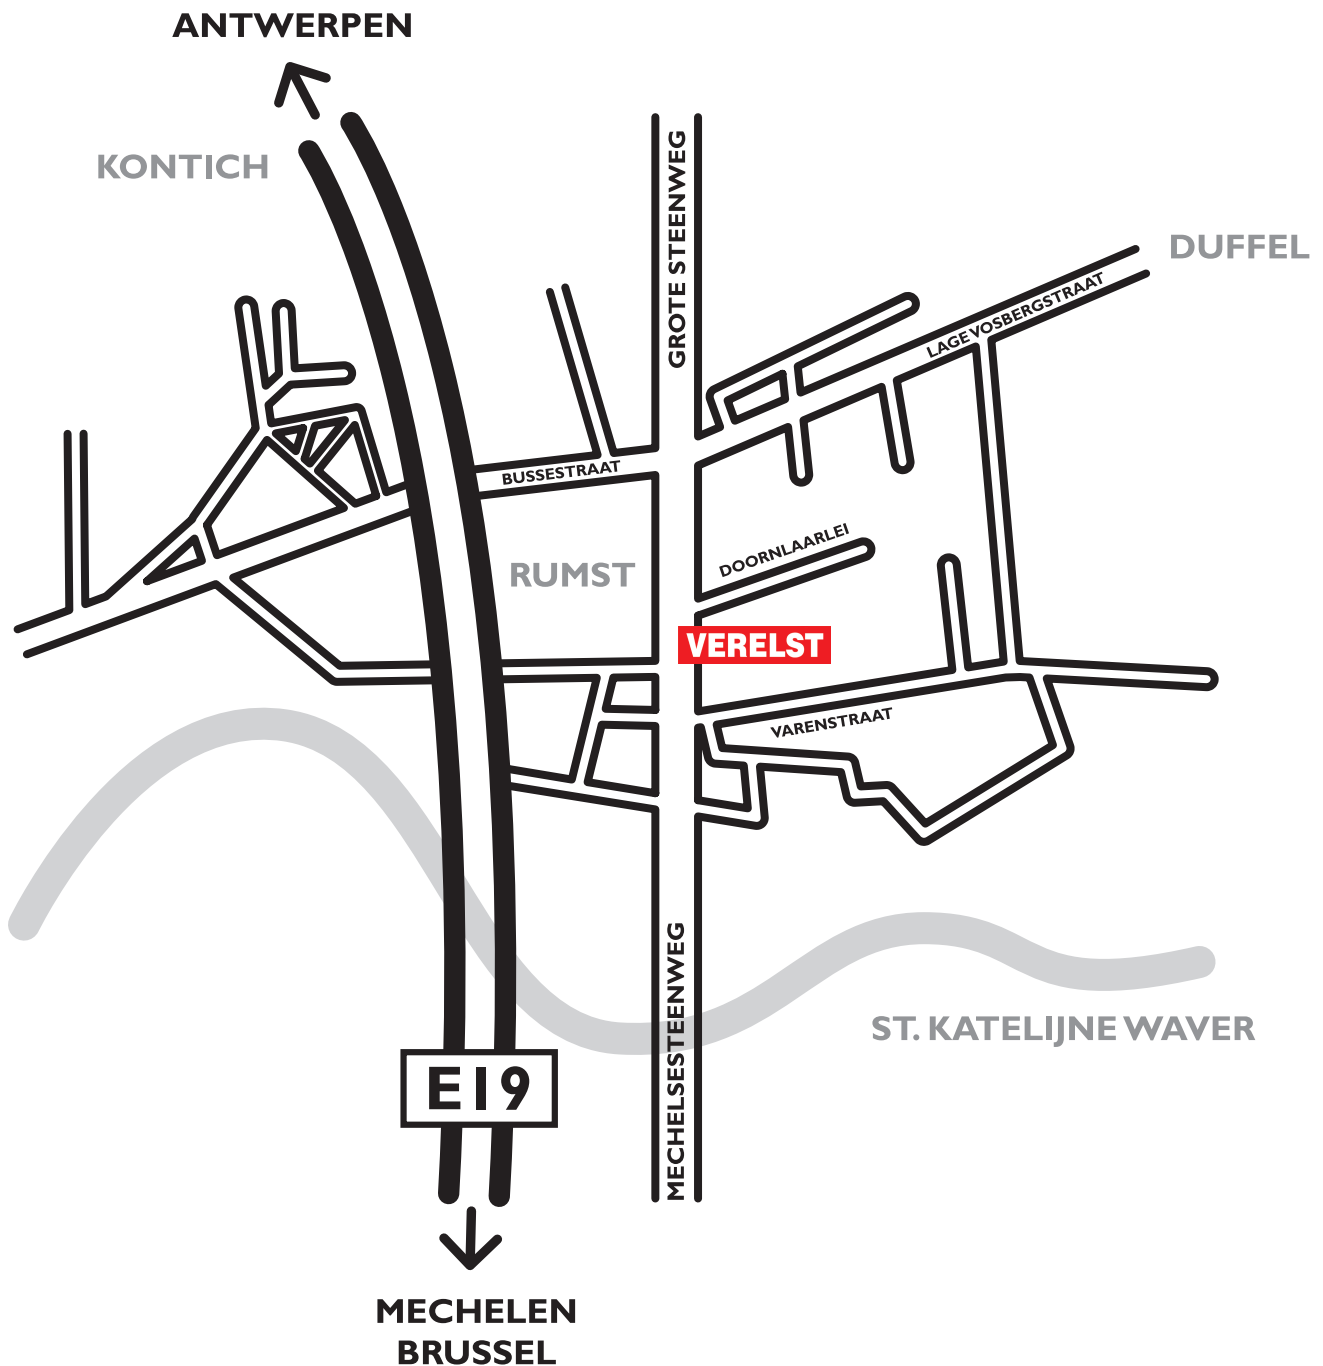 ANTWERPEN
KONTICH
GROTE STEENWEG
DUFFEL
LAGE VOSBERGSTRAAT
BUSSESTRAAT
DOORNLAARLEI
RUMST
VERELST
VARENSTRAAT
MECHELSESTEENWEG
ST. KATELIJNE WAVER
E19
MECHELEN
BRUSSEL